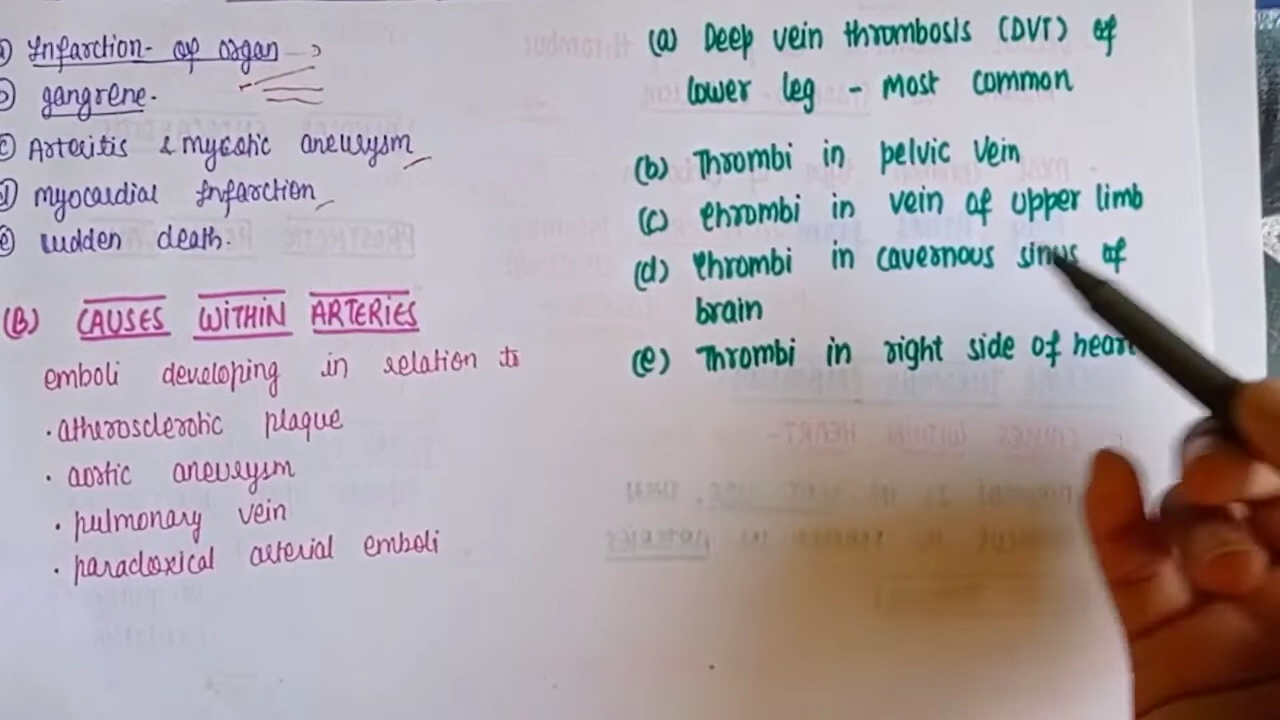 a) Infarction of organ
b) gangrene.
c) Arteritis & mycotic aneurysm
d) myocardial Infarction
e) sudden death.
(B) CAUSES WITHIN ARTERIES
emboli developing in relation to
• atherosclerotic plaque
• aortic aneurysm
• pulmonary vein
• paradoxical arterial emboli
(a) Deep vein thrombosis (DVT) of
lower leg - most common
(b) Thrombi in pelvic vein
(c) thrombi in vein of upper limb
(d) thrombi in cavernous sinus of
brain
(e) Thrombi in right side of heart